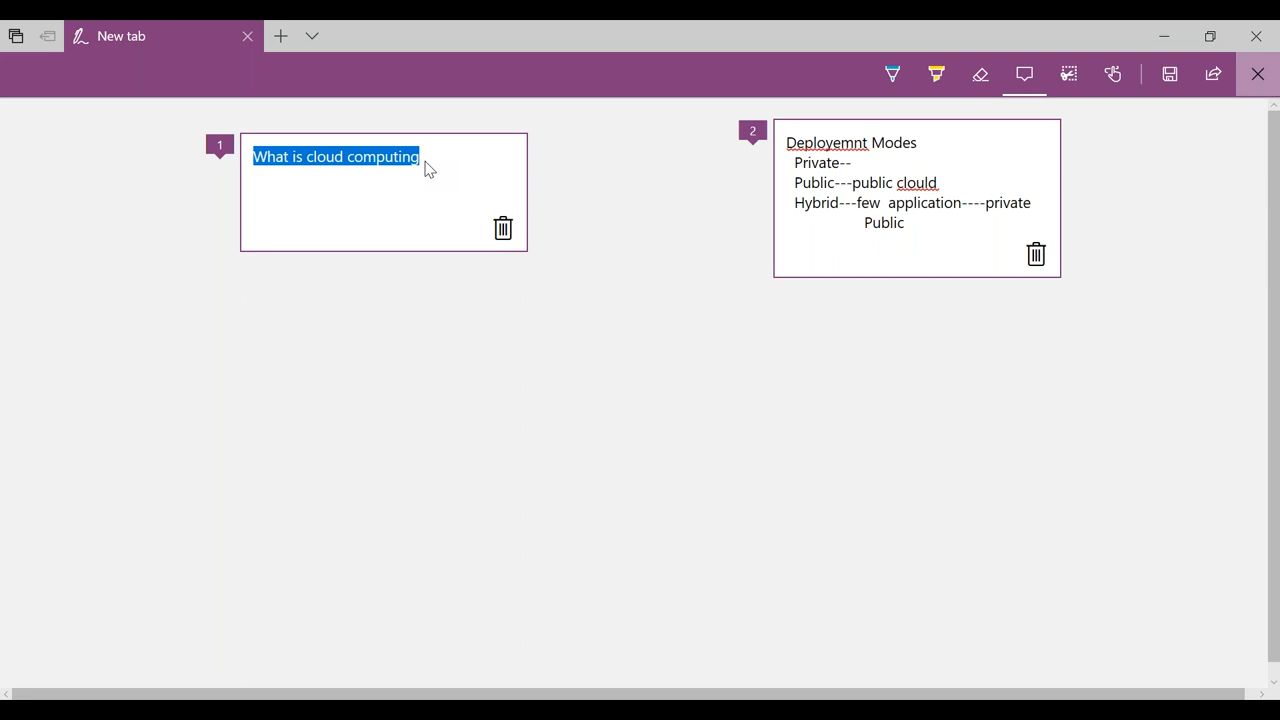 New tab
1
What is cloud computing
2
Deployemnt Modes
Private--
Public---public clould
Hybrid---few application----private
Public